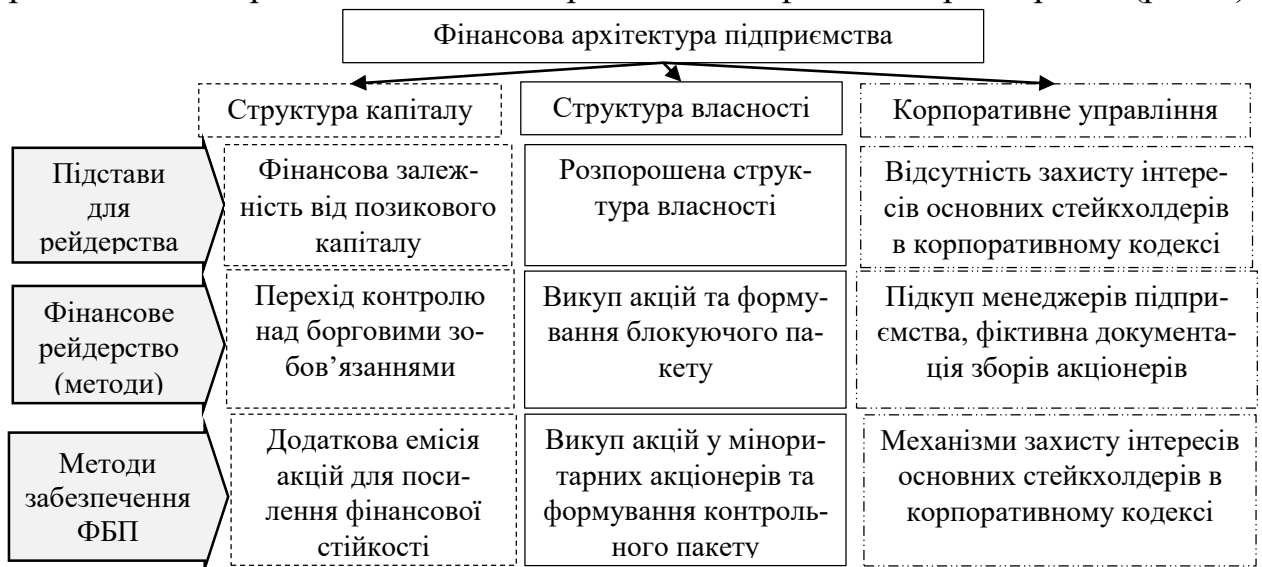 Фінансова архітектура підприємства
Структура капіталу
Структура власності
Корпоративне управління
Підстави
для
рейдерства
Фінансова залеж-
ність від позикового
капіталу
Розпорошена струк-
тура власності
Відсутність захисту інтере-
сів основних стейкхолдерів
в корпоративному кодексі
Фінансове
рейдерство
(методи)
Перехід контролю
над борговими зо-
бов’язаннями
Викуп акцій та форму-
вання блокуючого па-
кету
Підкуп менеджерів підпри-
ємства, фіктивна документа-
ція зборів акціонерів
Методи
забезпечення
ФБП
Додаткова емісія
акцій для поси-
лення фінансової
стійкості
Викуп акцій у мінори-
тарних акціонерів та
формування контроль-
ного пакету
Механізми захисту інтересів
основних стейкхолдерів в
корпоративному кодексі